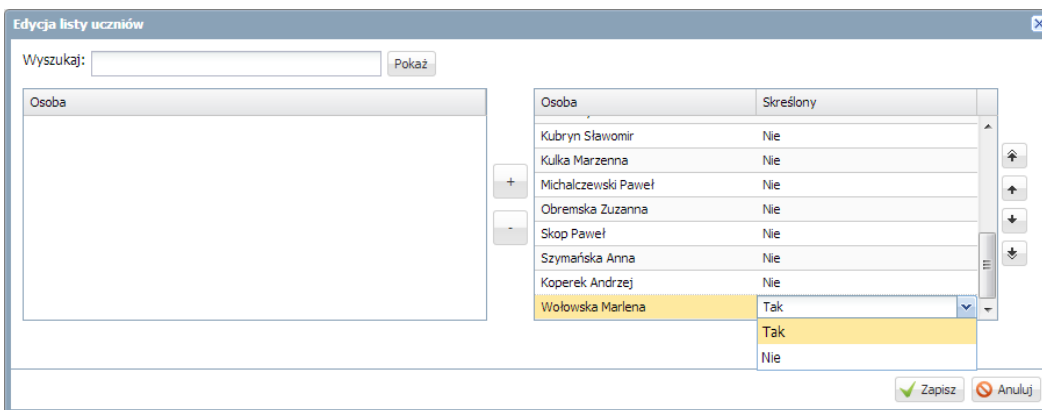 Edycja listy uczniów
Wyszukaj: Pokaż
Osoba
Osoba Skreślony
Kubryn Sławomir Nie
Kulka Marzenna Nie
+
Michalczewski Paweł Nie
Obremska Zuzanna Nie
-
Skop Paweł Nie
Szymańska Anna Nie
Koperek Andrzej Nie
Wołowska Marlena Tak
Tak
Nie
Zapisz Anuluj